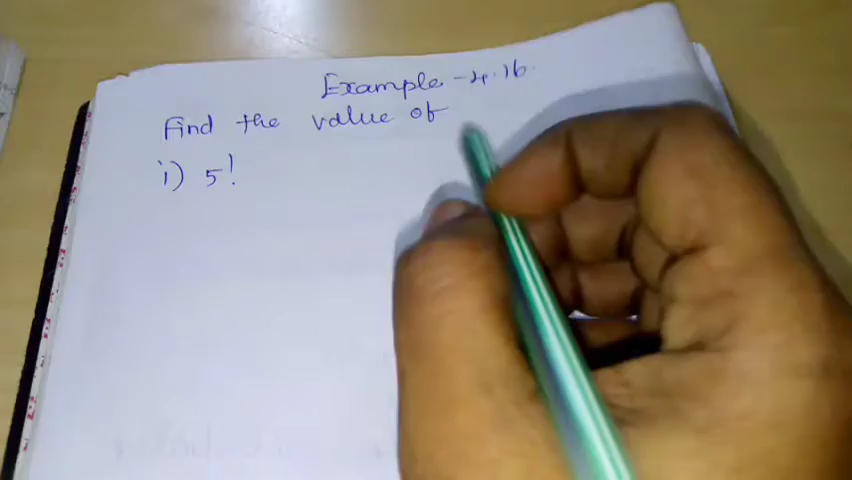 Example - 4.16
Find the value of
i) 5!